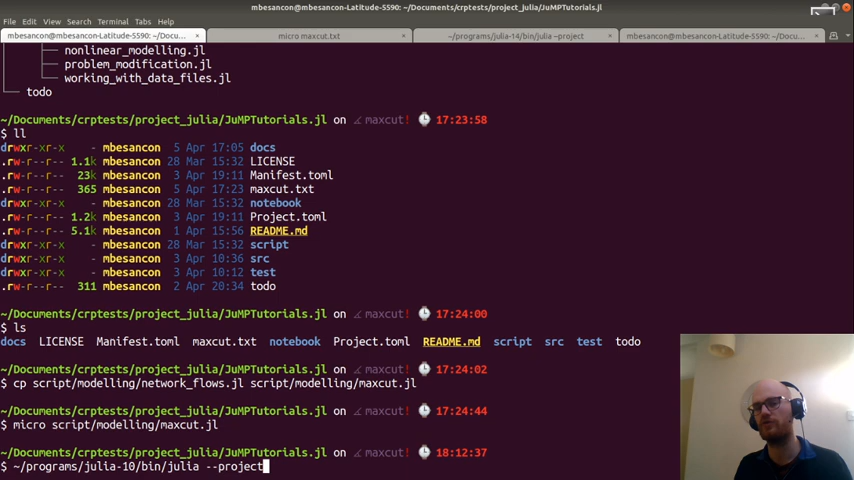 mbesancon@mbesancon-Latitude-5590: ~/Documents/crptests/project_julia/JuMPTutorials.jl
File Edit View Search Terminal Tabs Help
mbesancon@mbesancon-Latitude-5590: ~/Docu... × micro maxcut.txt × ~/programs/julia-14/bin/julia --project × mbesancon@mbesancon-Latitude-5590: ~/Docu... ×
├── nonlinear_modelling.jl
├── problem_modification.jl
└── working_with_data_files.jl
└── todo
~/Documents/crptests/project_julia/JuMPTutorials.jl on maxcut! 17:23:58
$ ll
drwxr-xr-x - mbesancon 5 Apr 17:05 docs
.rw-r--r-- 1.1k mbesancon 28 Mar 15:32 LICENSE
.rw-r--r-- 23k mbesancon 3 Apr 19:11 Manifest.toml
.rw-r--r-- 365 mbesancon 5 Apr 17:23 maxcut.txt
drwxr-xr-x - mbesancon 28 Mar 15:32 notebook
.rw-r--r-- 1.2k mbesancon 3 Apr 19:11 Project.toml
.rw-r--r-- 5.1k mbesancon 1 Apr 15:56 README.md
drwxr-xr-x - mbesancon 28 Mar 15:32 script
drwxr-xr-x - mbesancon 3 Apr 10:36 src
drwxr-xr-x - mbesancon 3 Apr 10:12 test
.rw-r--r-- 311 mbesancon 2 Apr 20:34 todo
~/Documents/crptests/project_julia/JuMPTutorials.jl on maxcut! 17:24:00
$ ls
docs LICENSE Manifest.toml maxcut.txt notebook Project.toml README.md script src test todo
~/Documents/crptests/project_julia/JuMPTutorials.jl on maxcut! 17:24:02
$ cp script/modelling/network_flows.jl script/modelling/maxcut.jl
~/Documents/crptests/project_julia/JuMPTutorials.jl on maxcut! 17:24:44
$ micro script/modelling/maxcut.jl
~/Documents/crptests/project_julia/JuMPTutorials.jl on maxcut! 18:12:37
$ ~/programs/julia-10/bin/julia --project